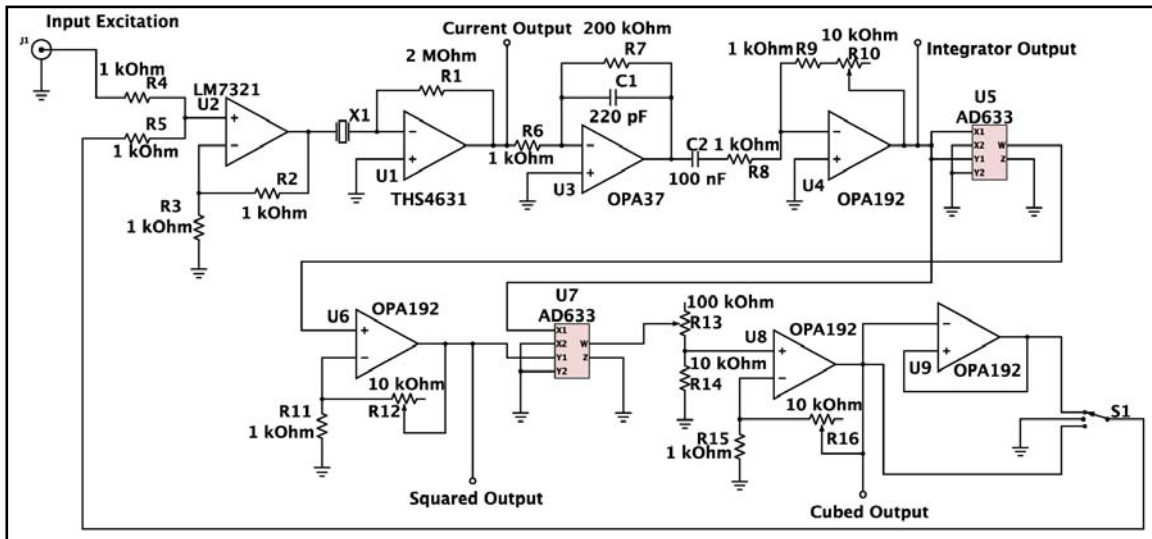 Input Excitation
J1
1 kOhm
R4
R5
1 kOhm
LM7321
U2
R2
1 kOhm
R3
1 kOhm
X1
2 MOhm
R1
U1
THS4631
Current Output
R6
1 kOhm
200 kOhm
R7
C1
220 pF
U3
OPA37
C2
100 nF
1 kOhm
R8
1 kOhm
R9
10 kOhm
R10
U4
OPA192
Integrator Output
U5
AD633
X1
X2
Y1
Y2
W
Z
U6
OPA192
R11
1 kOhm
10 kOhm
R12
Squared Output
U7
AD633
X1
X2
Y1
Y2
W
Z
100 kOhm
R13
10 kOhm
R14
U8
OPA192
R15
1 kOhm
10 kOhm
R16
Cubed Output
U9
OPA192
S1